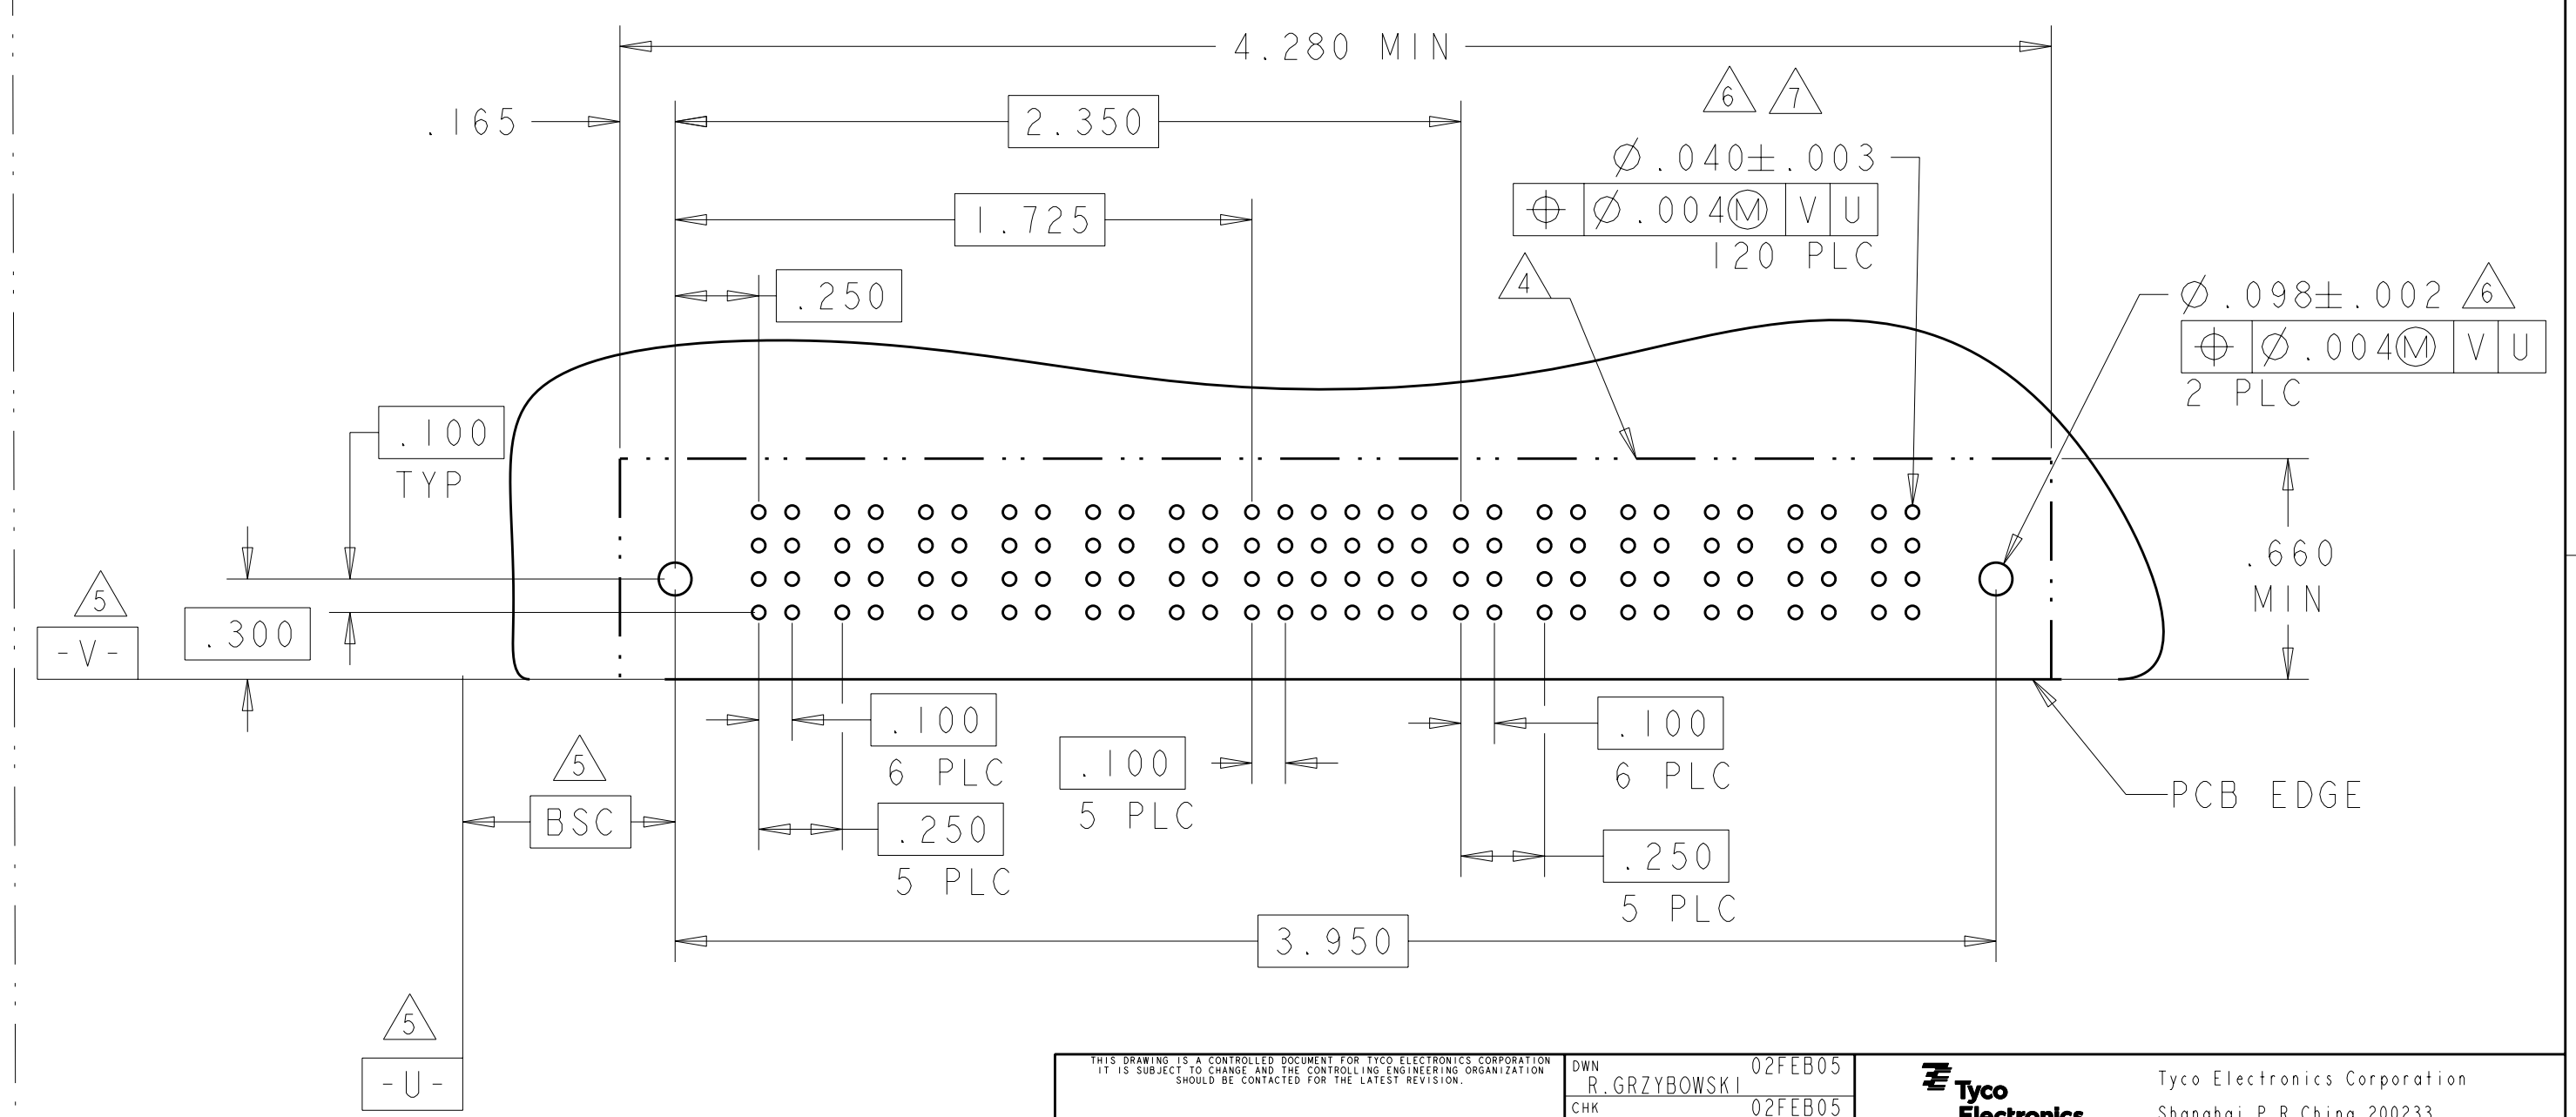 4.280 MIN
.165
2.350
6 7
Ø.040±.003
⌖ Ø.004Ⓜ V U
120 PLC
1.725
.250
4
Ø.098±.002 6
⌖ Ø.004Ⓜ V U
2 PLC
.100
TYP
.660
MIN
5
-V-
.300
.100
6 PLC
.250
5 PLC
.100
5 PLC
.100
6 PLC
.250
5 PLC
PCB EDGE
5
BSC
3.950
5
-U-
THIS DRAWING IS A CONTROLLED DOCUMENT FOR TYCO ELECTRONICS CORPORATION
IT IS SUBJECT TO CHANGE AND THE CONTROLLING ENGINEERING ORGANIZATION
SHOULD BE CONTACTED FOR THE LATEST REVISION.
DWN 02FEB05
R.GRZYBOWSKI
CHK 02FEB05
Tyco
Electronics
Tyco Electronics Corporation
Shanghai P.R.China 200233